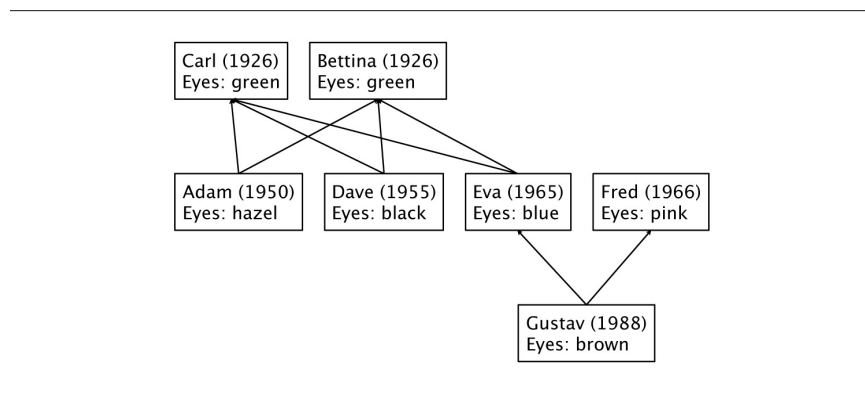 Carl (1926)
Eyes: green
Bettina (1926)
Eyes: green
Adam (1950)
Eyes: hazel
Dave (1955)
Eyes: black
Eva (1965)
Eyes: blue
Fred (1966)
Eyes: pink
Gustav (1988)
Eyes: brown